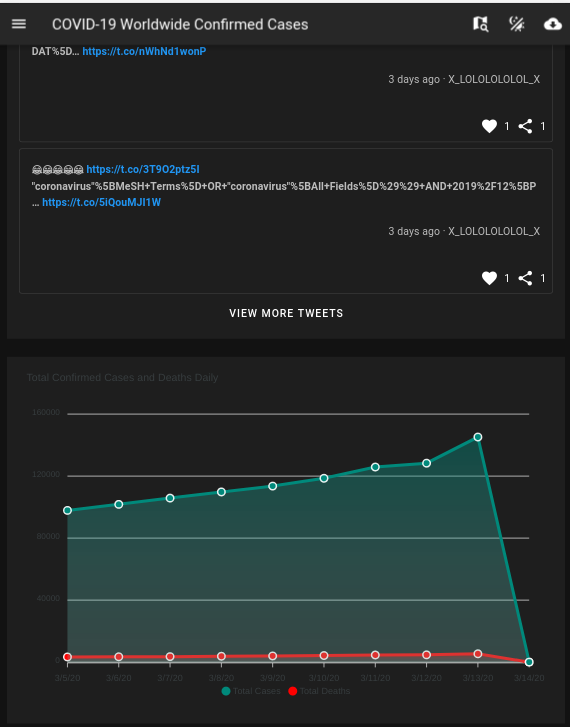 COVID-19 Worldwide Confirmed Cases
DAT%5D... https://t.co/nWhNd1wonP
3 days ago · X_LOLOLOLOLOL_X
1 1
😂😂😂😂😂 https://t.co/3T9O2ptz5I
"coronavirus"%5BMeSH+Terms%5D+OR+"coronavirus"%5BAll+Fields%5D%29%29+AND+2019%2F12%5BP
... https://t.co/5iQouMJI1W
3 days ago · X_LOLOLOLOLOL_X
1 1
VIEW MORE TWEETS
Total Confirmed Cases and Deaths Daily
160000
120000
80000
40000
0
3/5/20 3/6/20 3/7/20 3/8/20 3/9/20 3/10/20 3/11/20 3/12/20 3/13/20 3/24/20
Total Cases Total Deaths